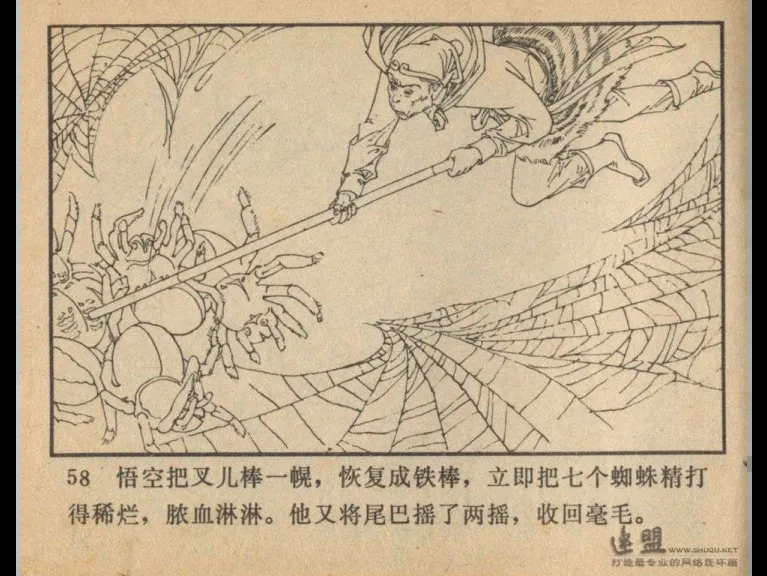 58 悟空把叉儿棒一幌，恢复成铁棒，立即把七个蜘蛛精打
得稀烂，脓血淋淋。他又将尾巴摇了两摇，收回毫毛。
逸盟 WWW.SHUQU.NET
打造最专业的网络连环画